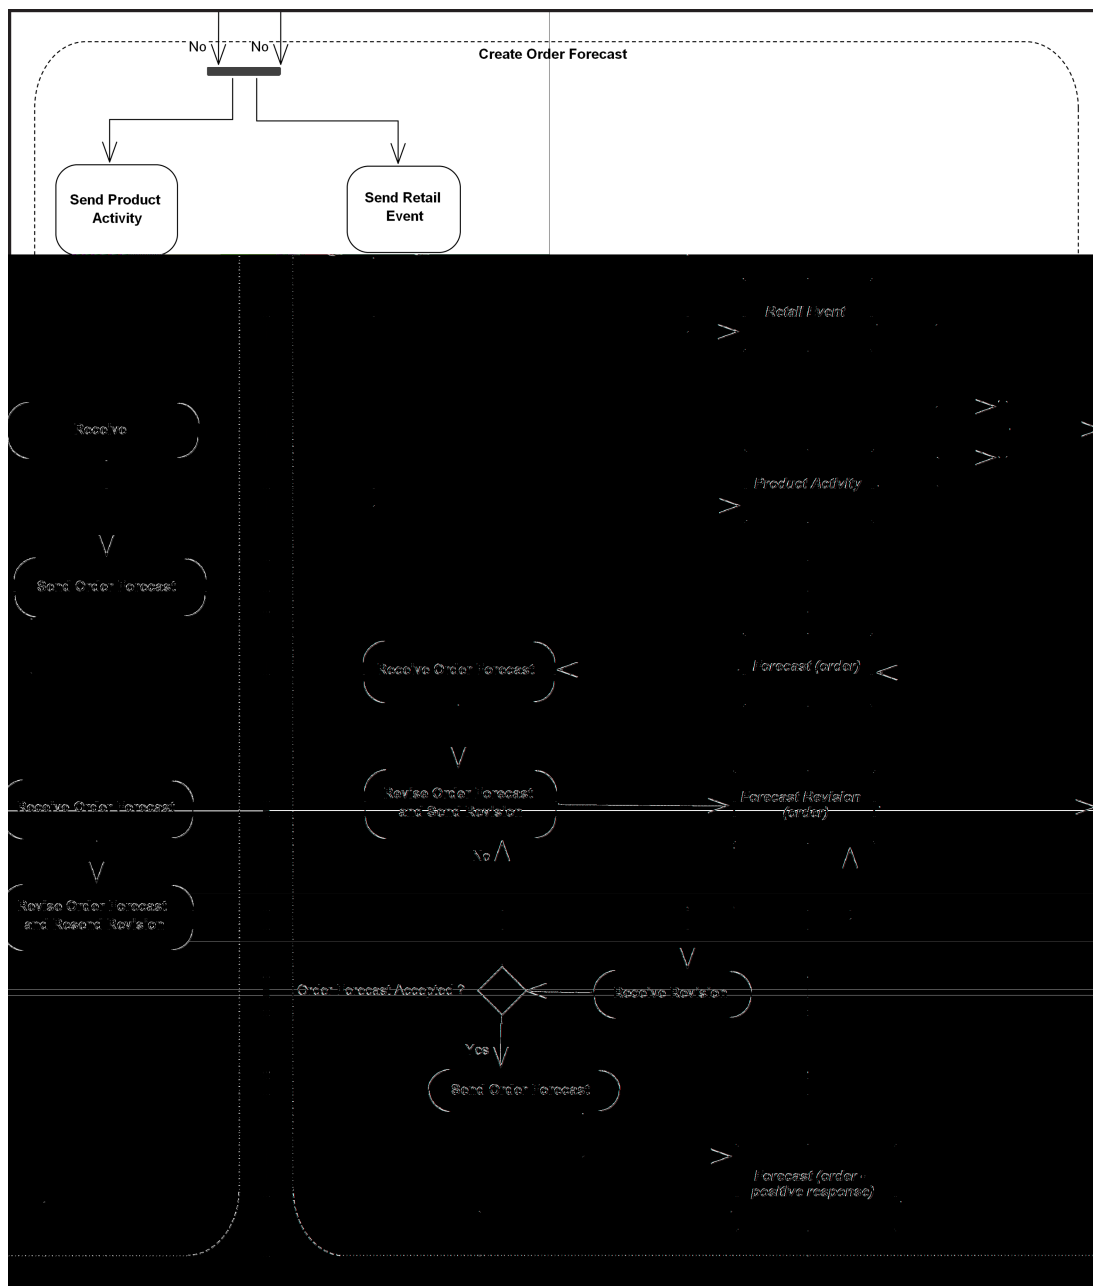 No
No
Create Order Forecast
Send Product
Activity
Send Retail
Event
Retail Event
Receive
Product Activity
Send Order Forecast
Receive Order Forecast
Forecast (order)
Receive Order Forecast
Revise Order Forecast
and Send Revision
Forecast Revision
(order)
No
Revise Order Forecast
and Resend Revision
Order Forecast Accepted ?
Receive Revision
Yes
Send Order Forecast
Forecast (order -
positive response)